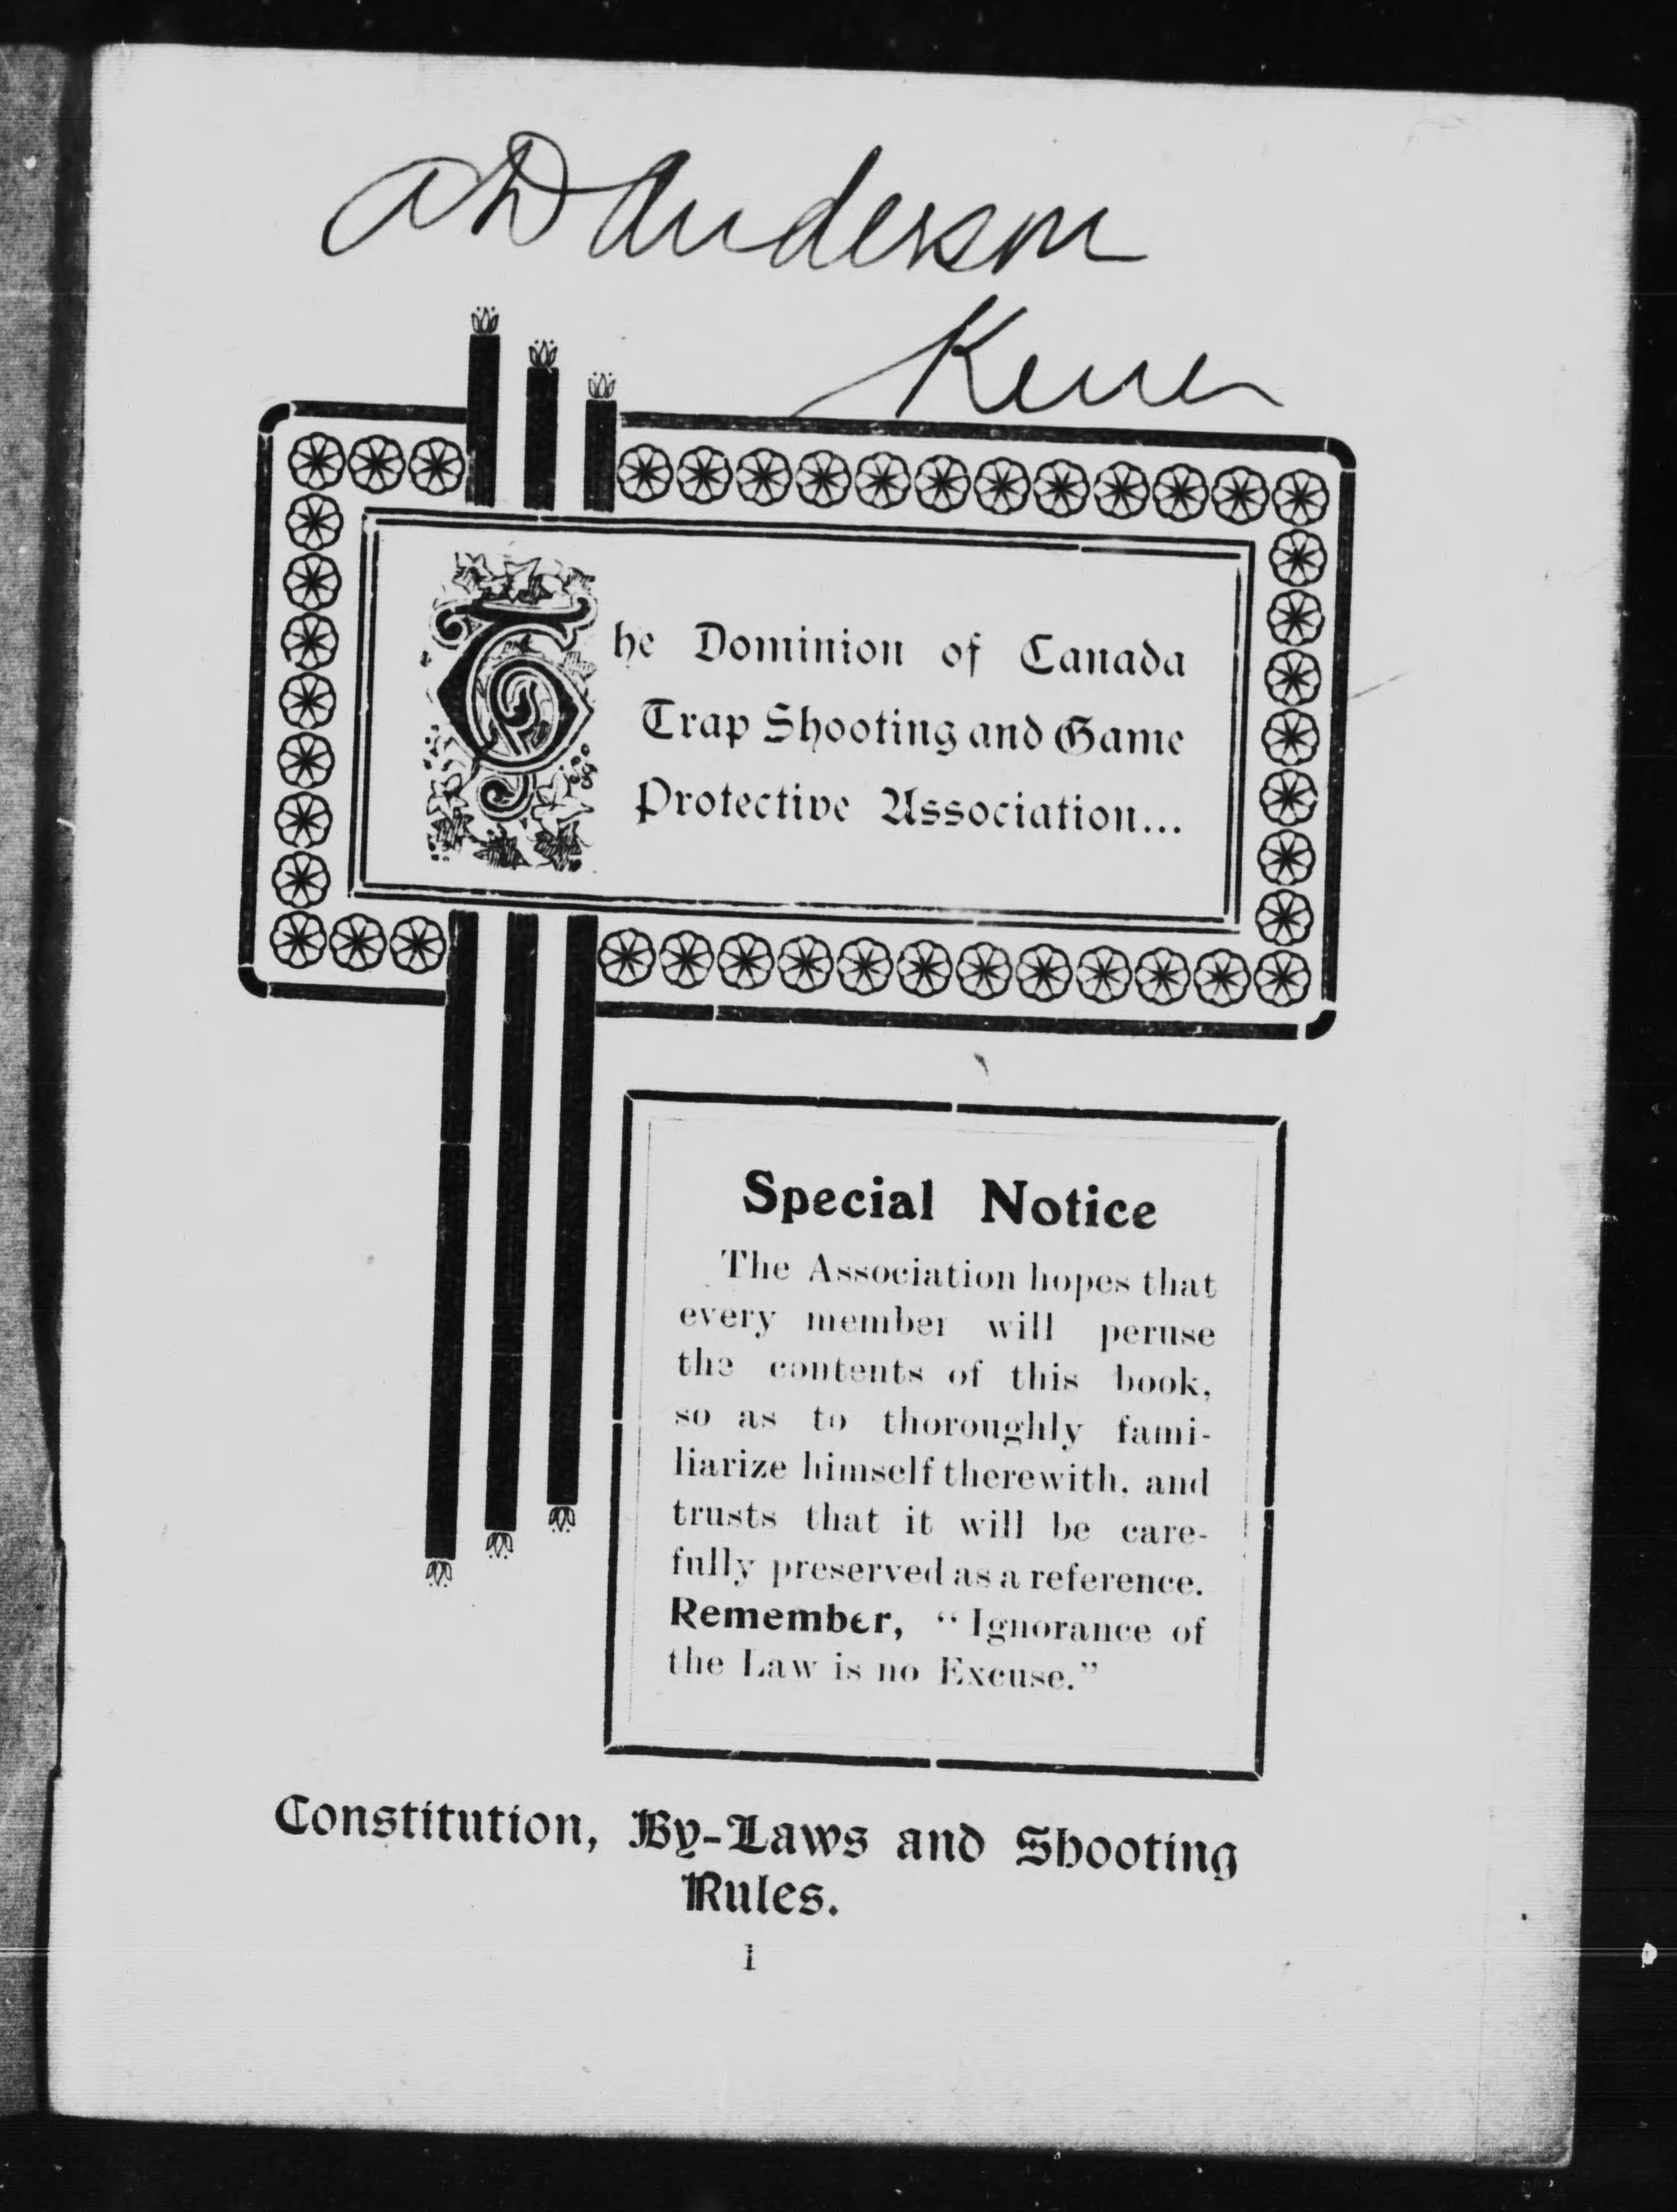 A D Anderson
The Dominion of Canada
Trap Shooting and Game
Protective Association...
Special Notice
The Association hopes that
every member will peruse
the contents of this book,
so as to thoroughly fami-
liarize himself therewith, and
trusts that it will be care-
fully preserved as a reference.
Remember, “Ignorance of
the Law is no Excuse.”
Constitution, By-Laws and Shooting
Rules.
1